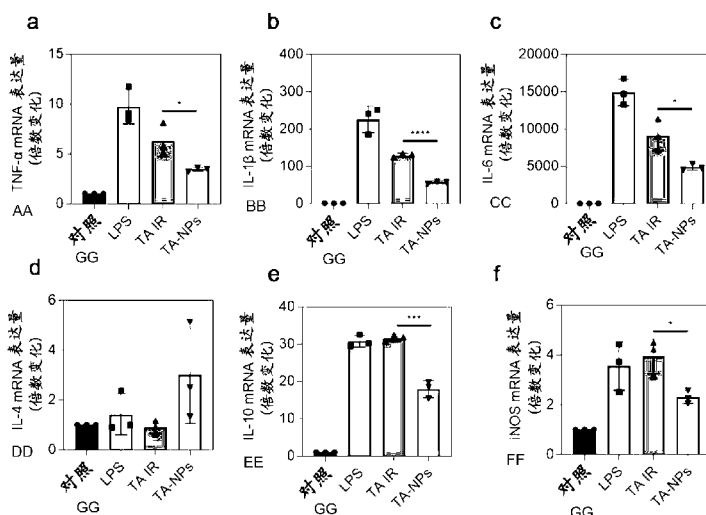 a
TNF-α mRNA 表达量
(倍数变化)
15
10
5
0
*
AA
对照
LPS
TA IR
TA-NPs
GG
b
IL-1β mRNA 表达量
(倍数变化)
400
300
200
100
0
****
BB
对照
LPS
TA IR
TA-NPs
GG
c
IL-6 mRNA 表达量
(倍数变化)
20000
15000
10000
5000
0
*
CC
对照
LPS
TA IR
TA-NPs
GG
d
IL-4 mRNA 表达量
(倍数变化)
6
4
2
0
DD
对照
LPS
TA IR
TA-NPs
GG
e
IL-10 mRNA 表达量
(倍数变化)
40
30
20
10
0
***
EE
对照
LPS
TA IR
TA-NPs
GG
f
iNOS mRNA 表达量
(倍数变化)
6
4
2
0
*
FF
对照
LPS
TA IR
TA-NPs
GG